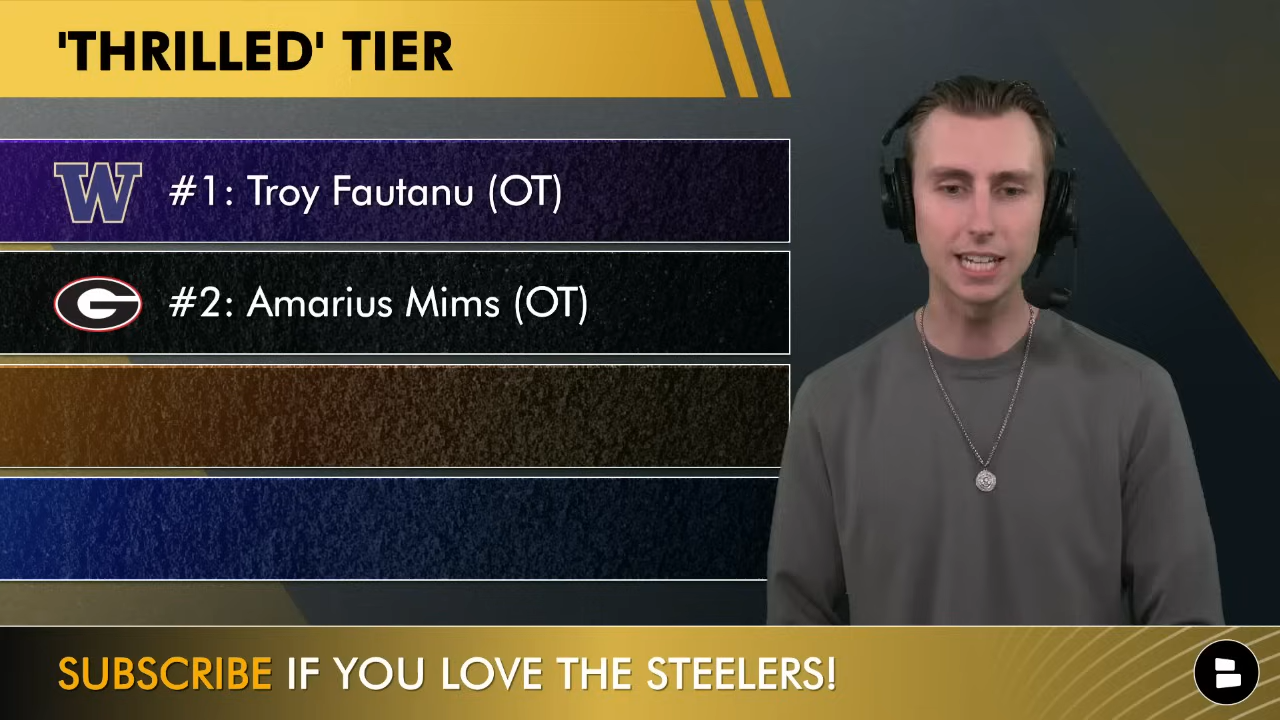 'THRILLED' TIER
W #1: Troy Fautanu (OT)
G #2: Amarius Mims (OT)
SUBSCRIBE IF YOU LOVE THE STEELERS!